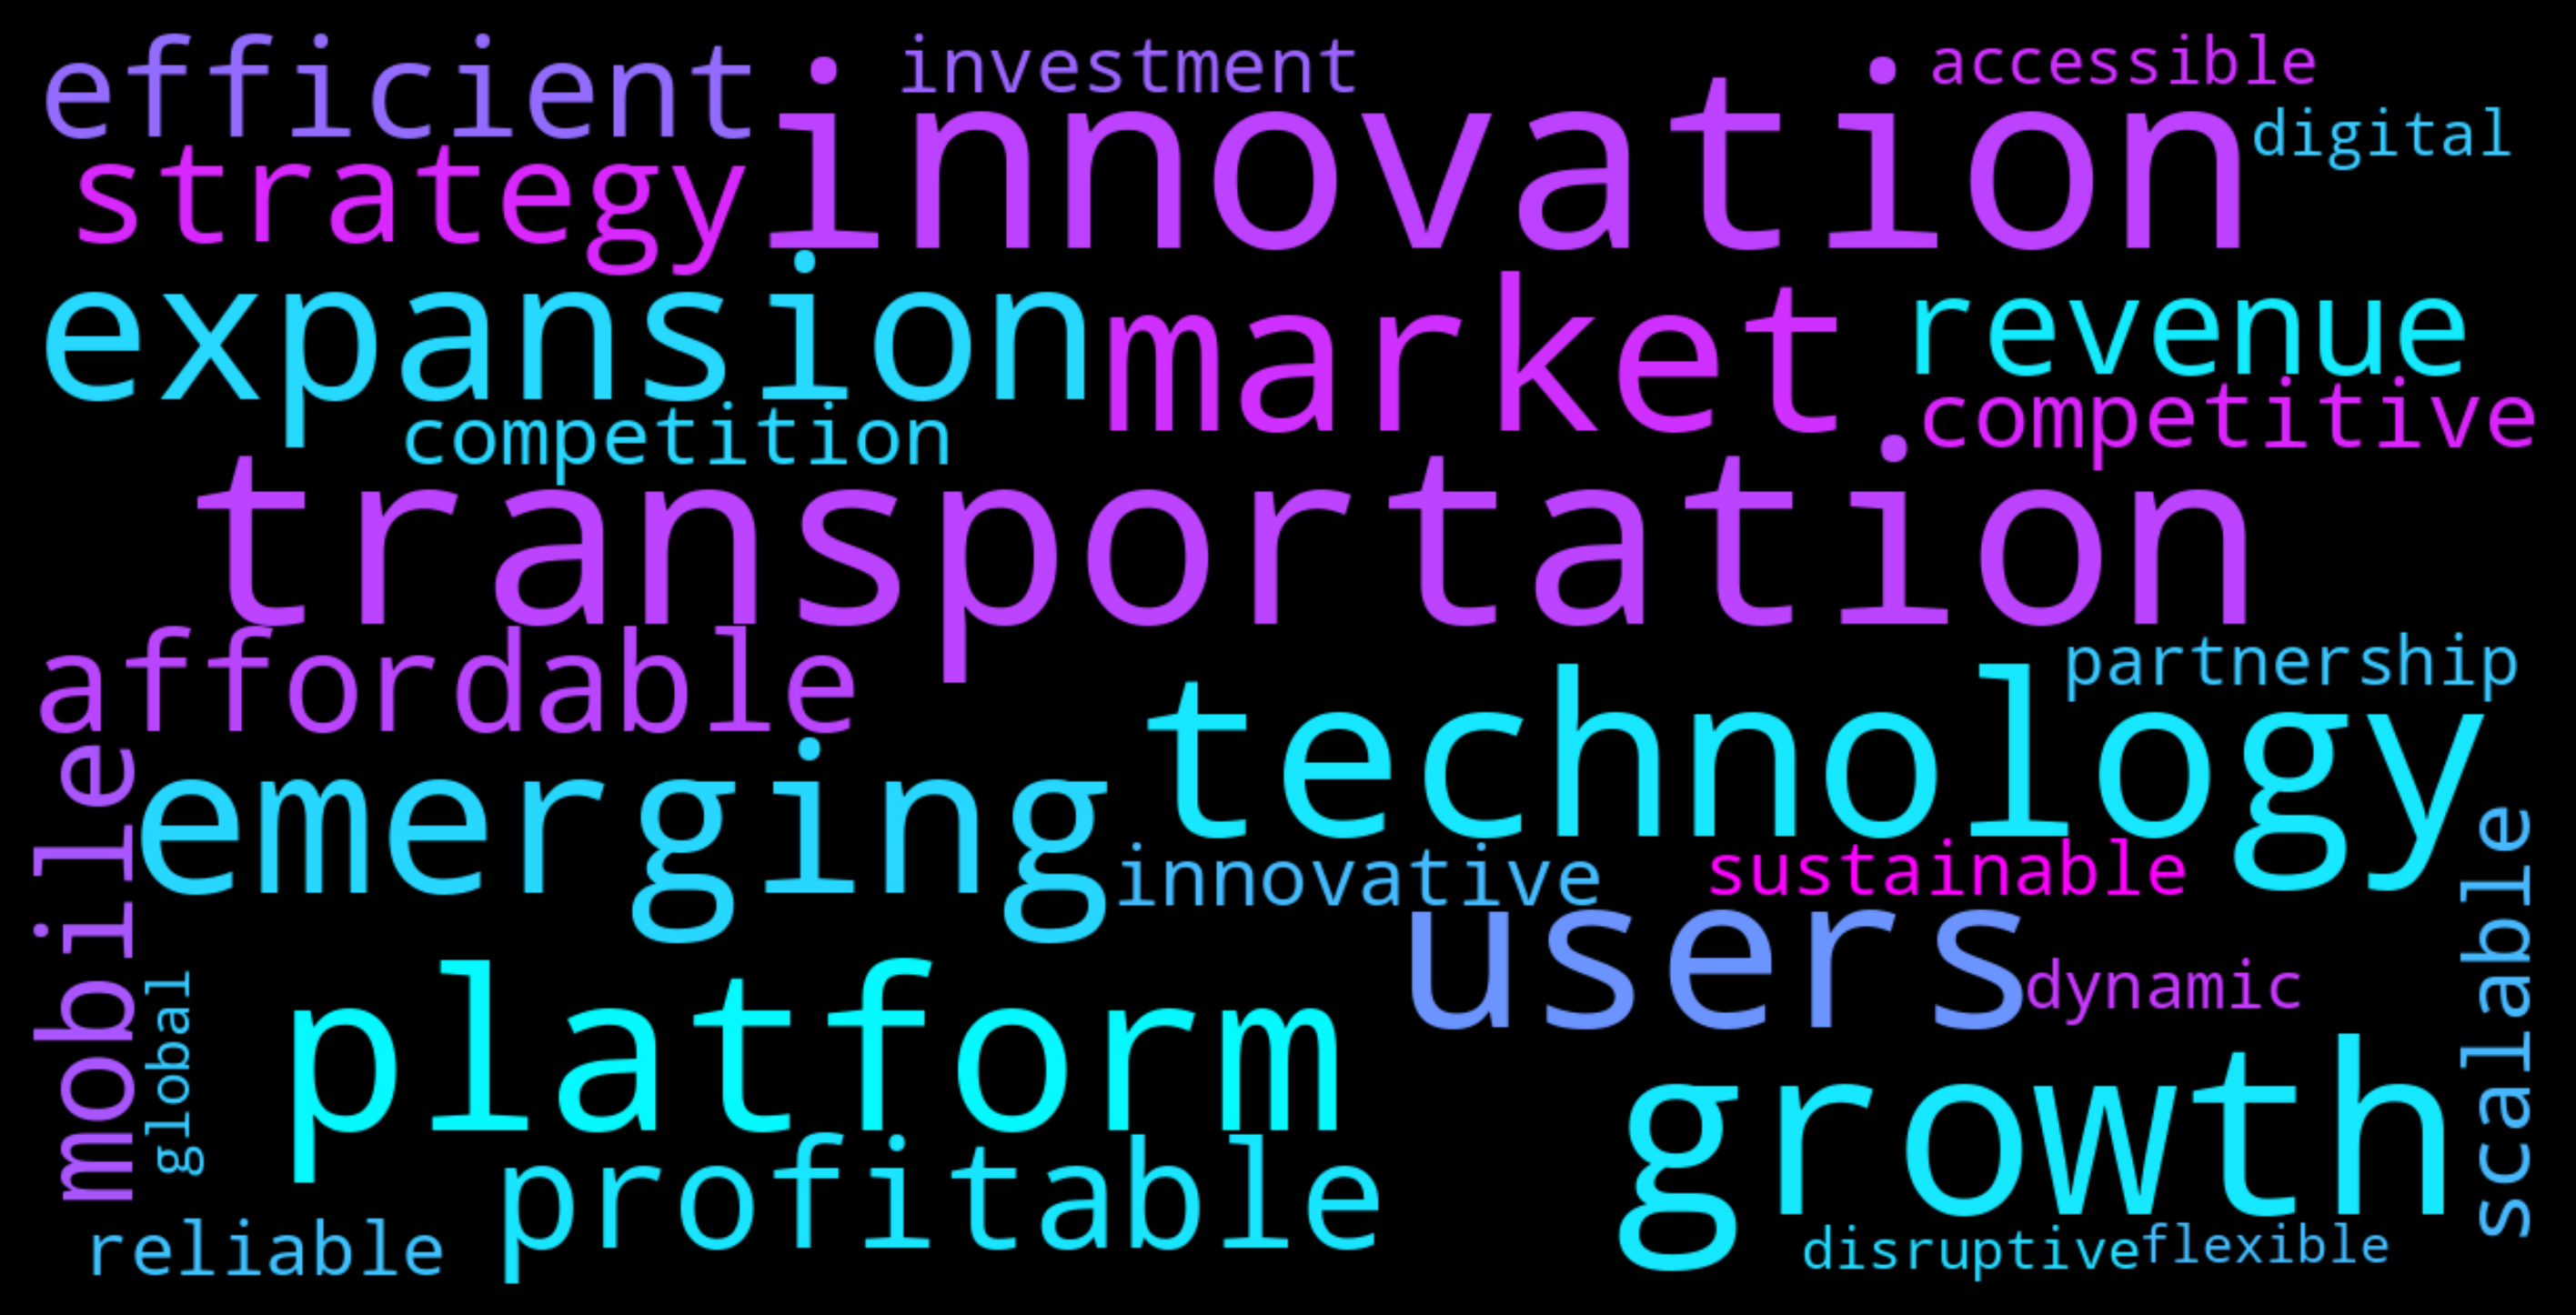 efficient
investment
accessible
innovation
digital
strategy
expansion
market
revenue
competitive
competition
transportation
affordable
partnership
technology
mobile
emerging
innovative
sustainable
scalable
users
dynamic
global
platform
growth
profitable
reliable
disruptive
flexible